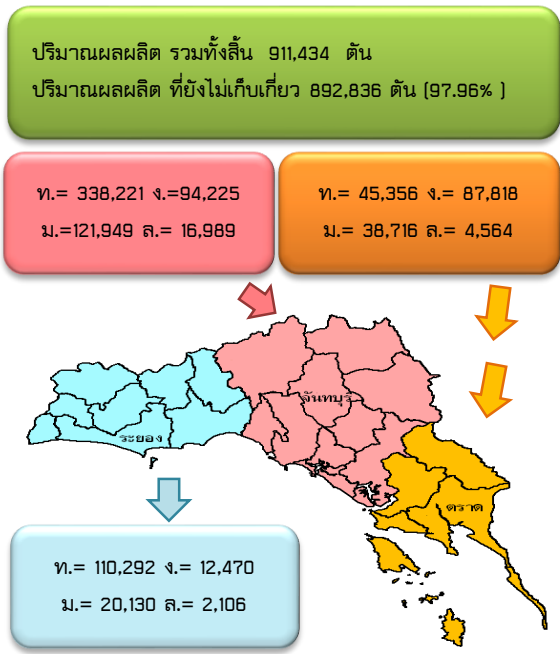 ปริมาณผลผลิต รวมทั้งสิ้น 911,434 ตัน
ปริมาณผลผลิต ที่ยังไม่เก็บเกี่ยว 892,836 ตัน (97.96% )
ท.= 338,221 ง.=94,225
ม.=121,949 ล.= 16,989
ท.= 45,356 ง.= 87,818
ม.= 38,716 ล.= 4,564
จันทบุรี
ระยอง
ตราด
ท.= 110,292 ง.= 12,470
ม.= 20,130 ล.= 2,106